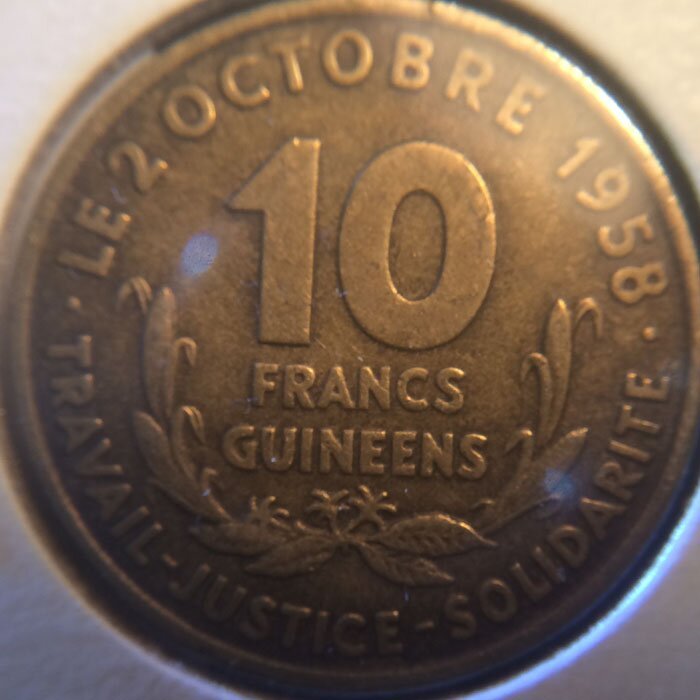 LE 2 OCTOBRE 1958
10
FRANCS
GUINEENS
· TRAVAIL-JUSTICE-SOLIDARITE ·